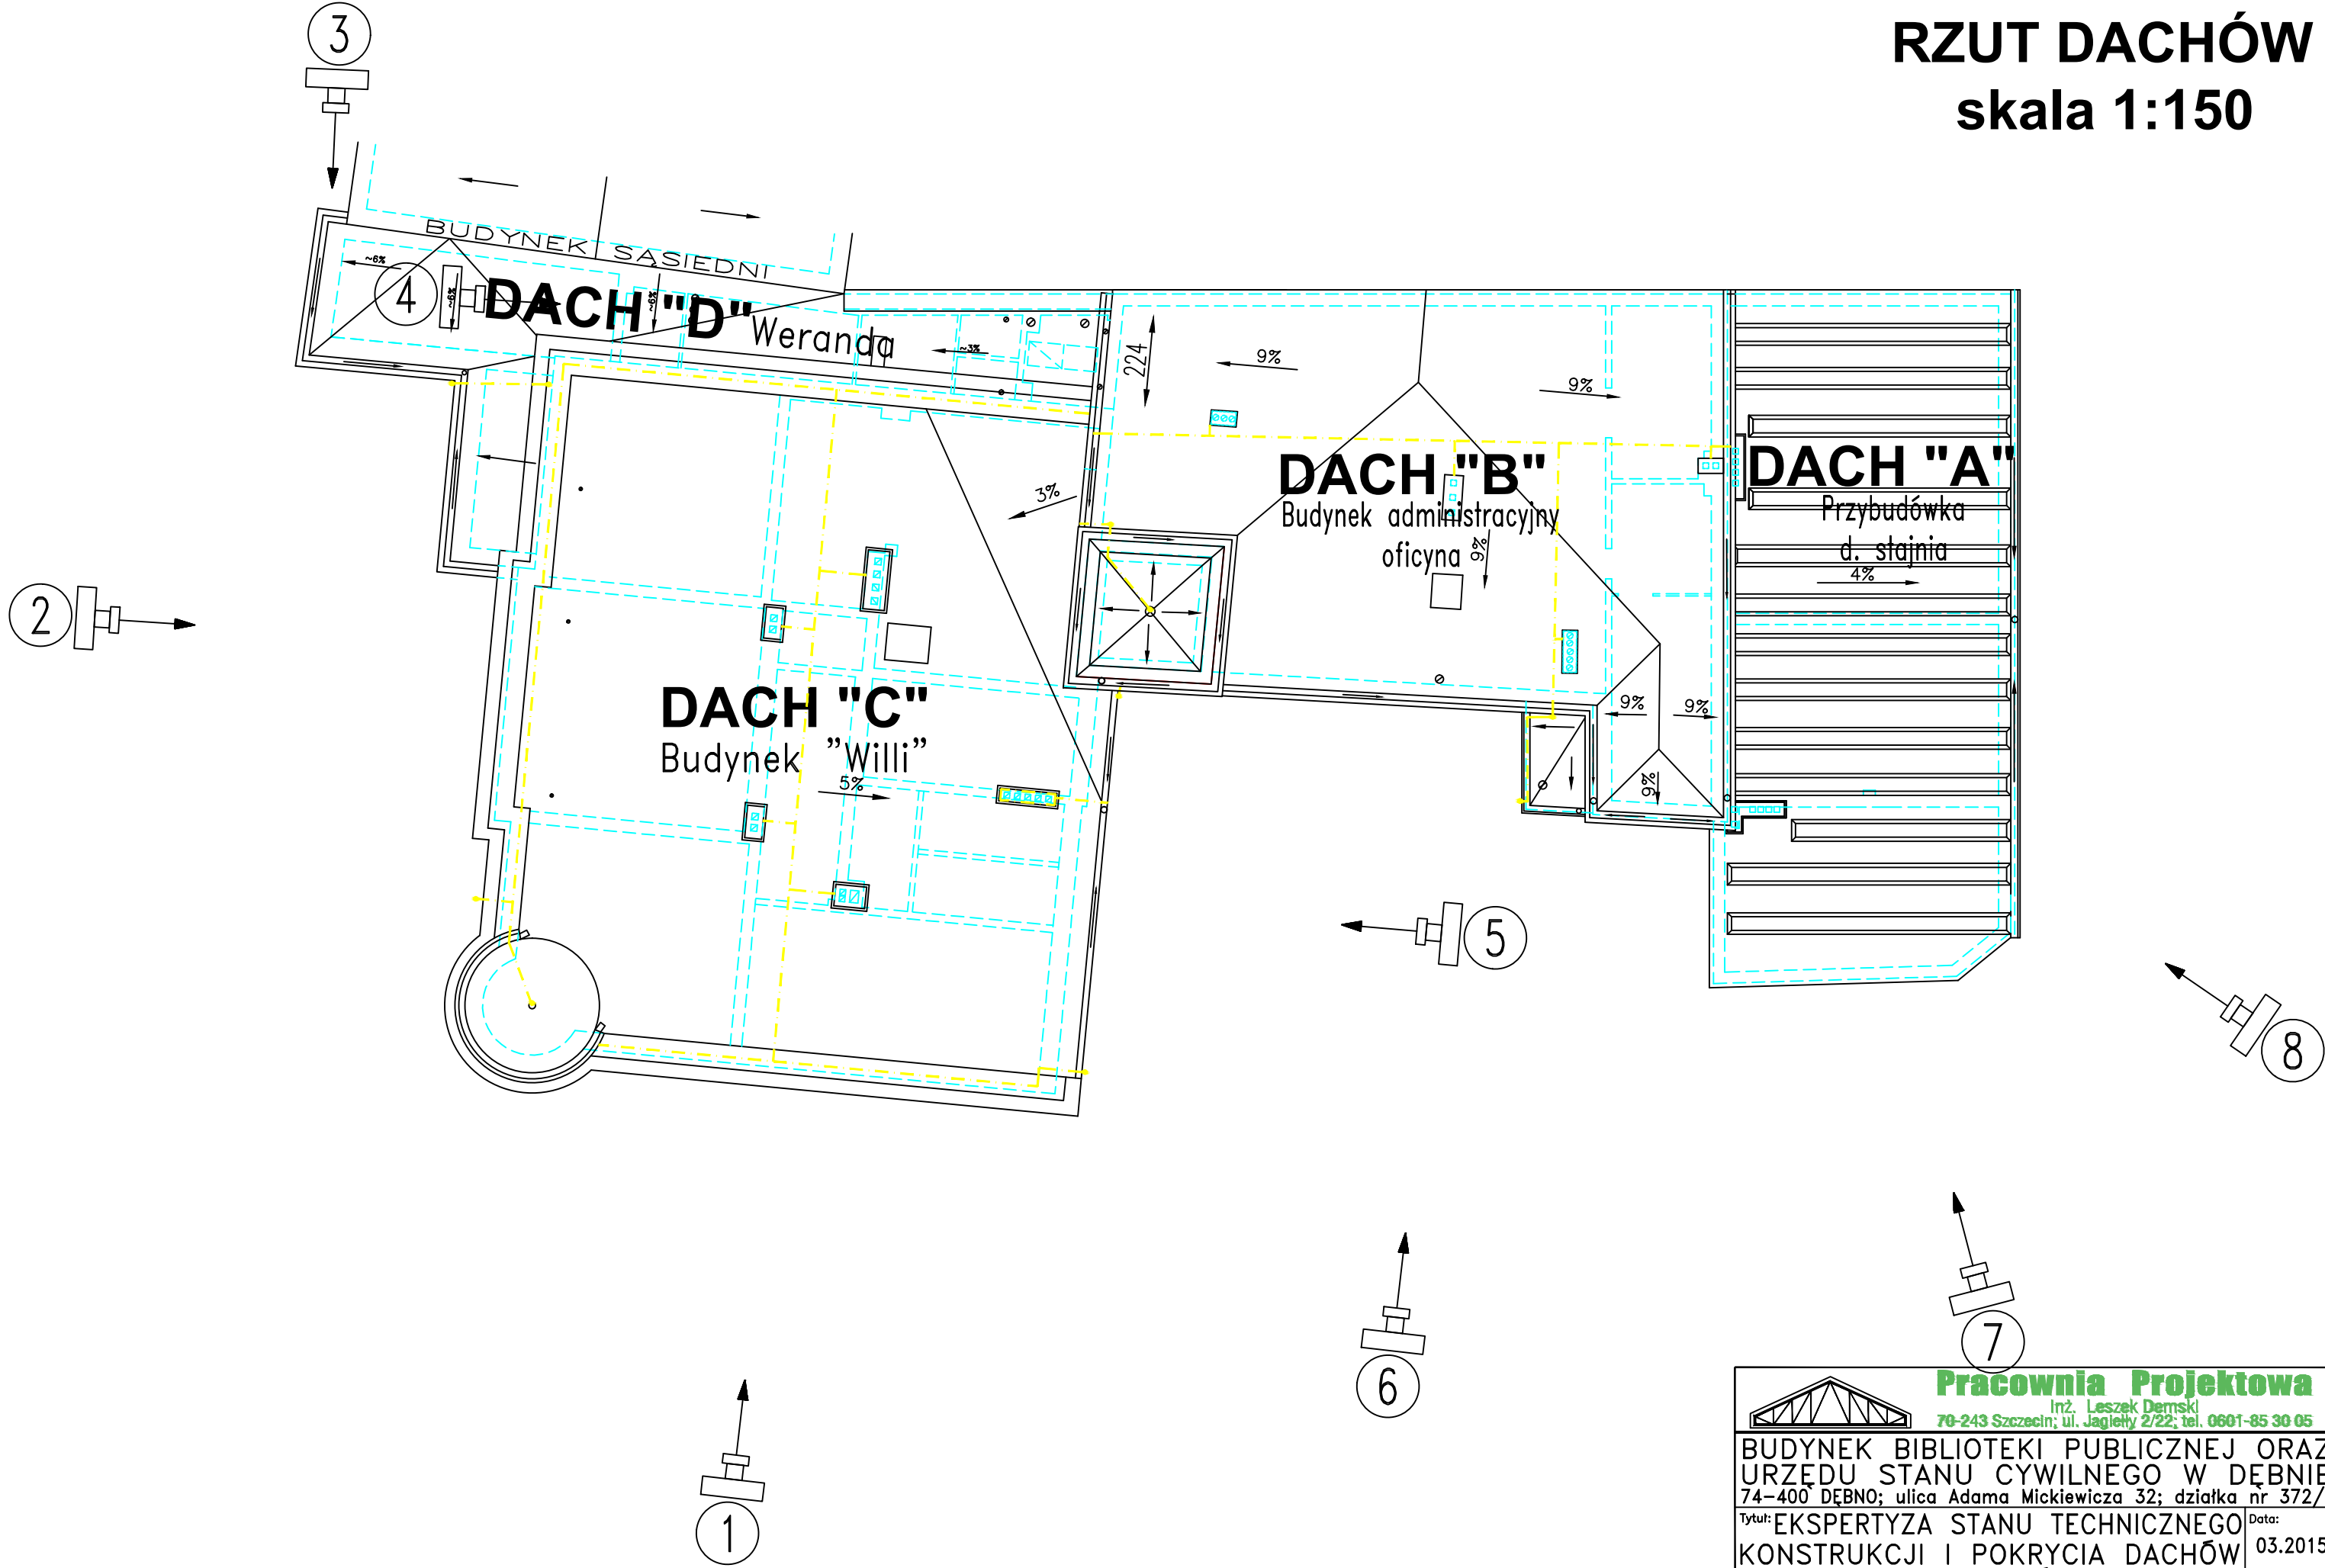 RZUT DACHÓW
skala 1:150
3
BUDYNEK SĄSIEDNI
~6%
4
~6%
~6%
DACH "D"
Weranda
~3%
224
9%
9%
3%
DACH "B"
Budynek administracyjny
oficyna
9%
DACH "A"
Przybudówka
d. stajnia
4%
2
DACH "C"
Budynek "Willi"
5%
9%
9%
9%
5
8
7
6
1
Pracownia Projektowa
inż. Leszek Demski
70-243 Szczecin; ul. Jagiełły 2/22; tel. 0601-85 30 05
BUDYNEK BIBLIOTEKI PUBLICZNEJ ORAZ
URZĘDU STANU CYWILNEGO W DĘBNIE
74-400 DĘBNO; ulica Adama Mickiewicza 32; działka nr 372/
Tytuł: EKSPERTYZA STANU TECHNICZNEGO
KONSTRUKCJI I POKRYCIA DACHÓW
Data:
03.2015